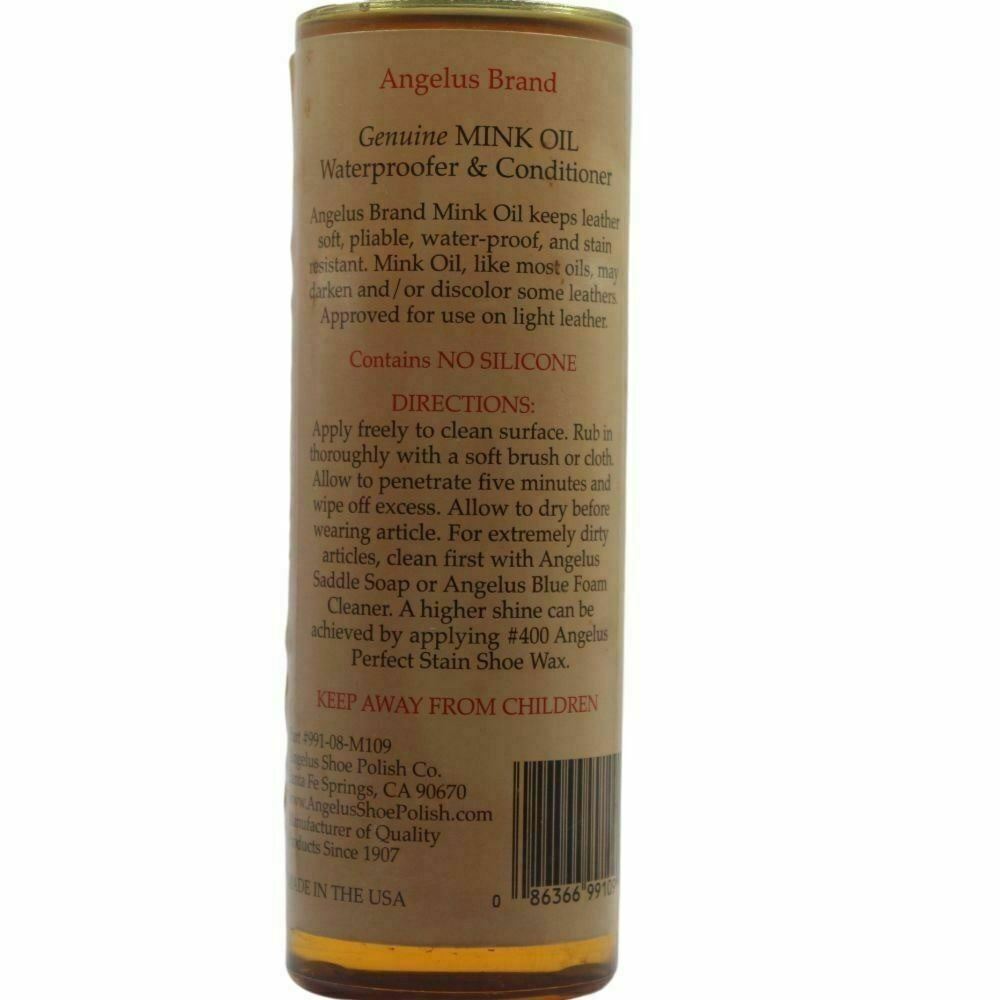 Angelus Brand
Genuine MINK OIL
Waterproofer & Conditioner
Angelus Brand Mink Oil keeps leather
soft, pliable, water-proof, and stain
resistant. Mink Oil, like most oils, may
darken and/or discolor some leathers.
Approved for use on light leather.
Contains NO SILICONE
DIRECTIONS:
Apply freely to clean surface. Rub in
thoroughly with a soft brush or cloth.
Allow to penetrate five minutes and
wipe off excess. Allow to dry before
wearing article. For extremely dirty
articles, clean first with Angelus
Saddle Soap or Angelus Blue Foam
Cleaner. A higher shine can be
achieved by applying #400 Angelus
Perfect Stain Shoe Wax.
KEEP AWAY FROM CHILDREN
#991-08-M109
Angelus Shoe Polish Co.
Santa Fe Springs, CA 90670
www.AngelusShoePolish.com
Manufacturer of Quality
Products Since 1907
MADE IN THE USA
0 86366 99109